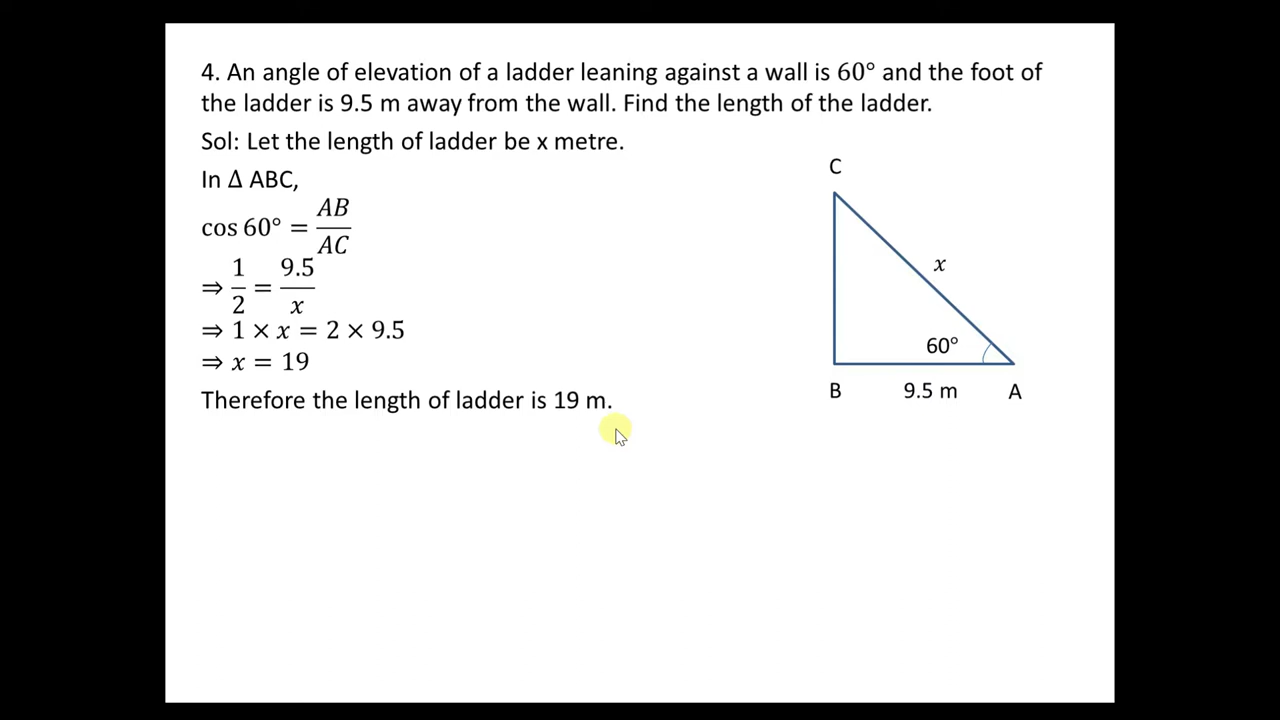 4. An angle of elevation of a ladder leaning against a wall is 60° and the foot of
the ladder is 9.5 m away from the wall. Find the length of the ladder.
Sol: Let the length of ladder be x metre.
In Δ ABC,
cos 60° = AB/AC
⇒ 1/2 = 9.5/x
⇒ 1 × x = 2 × 9.5
⇒ x = 19
Therefore the length of ladder is 19 m.
C
x
60°
B 9.5 m A